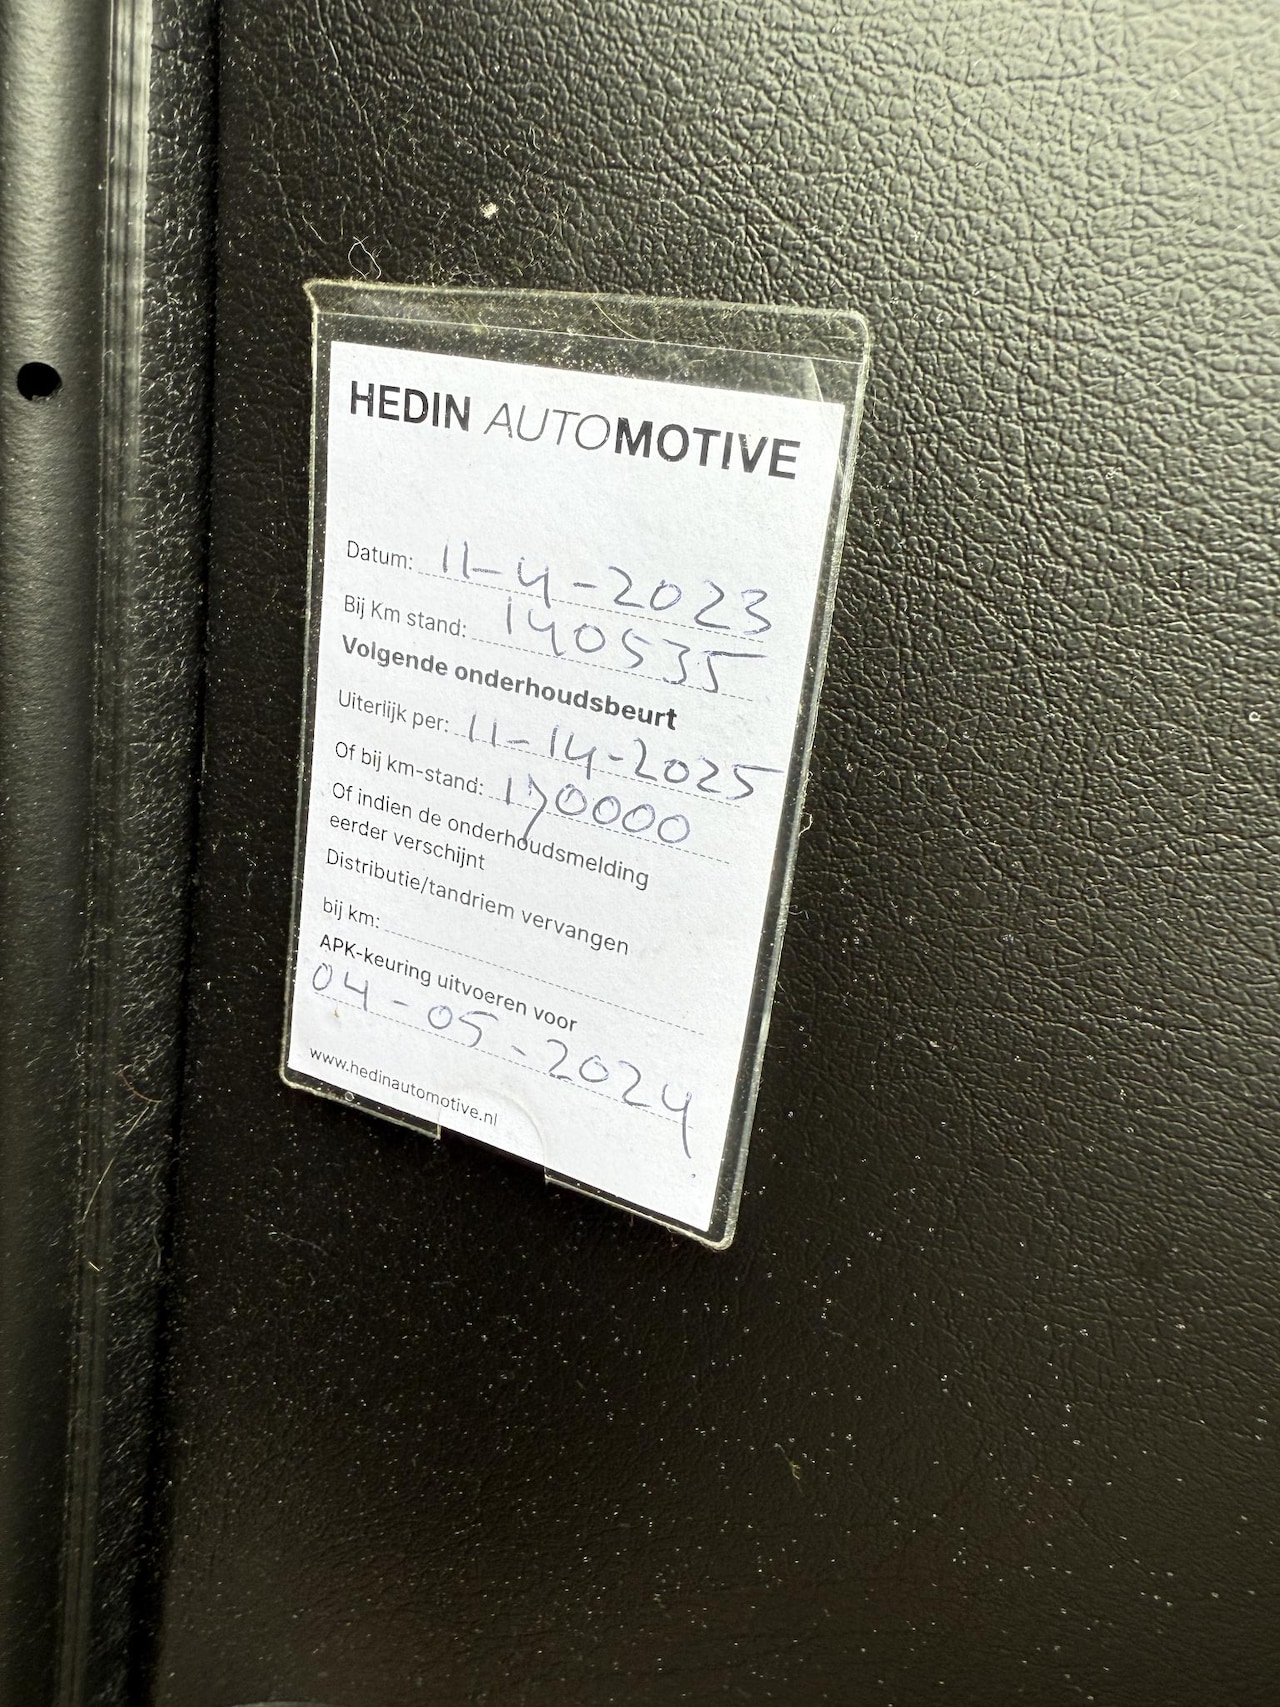 HEDIN AUTOMOTIVE
Datum: 11-4-2023
Bij Km stand: 140535
Volgende onderhoudsbeurt
Uiterlijk per: 11-14-2025
Of bij km-stand: 170000
Of indien de onderhoudsmelding
eerder verschijnt
Distributie/tandriem vervangen
bij km:
APK-keuring uitvoeren voor
04-05-2024
www.hedinautomotive.nl